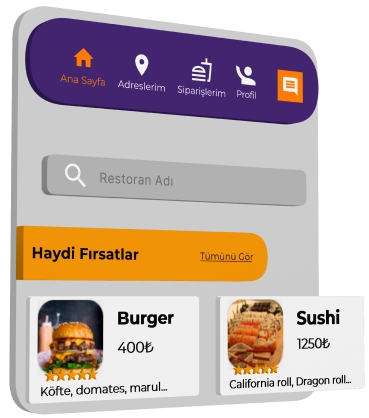 Ana Sayfa
Adreslerim
Siparişlerim
Profil
Restoran Adı
Haydi Fırsatlar
Tümünü Gör
Burger
400₺
Köfte, domates, marul...
Sushi
1250₺
California roll, Dragon roll...